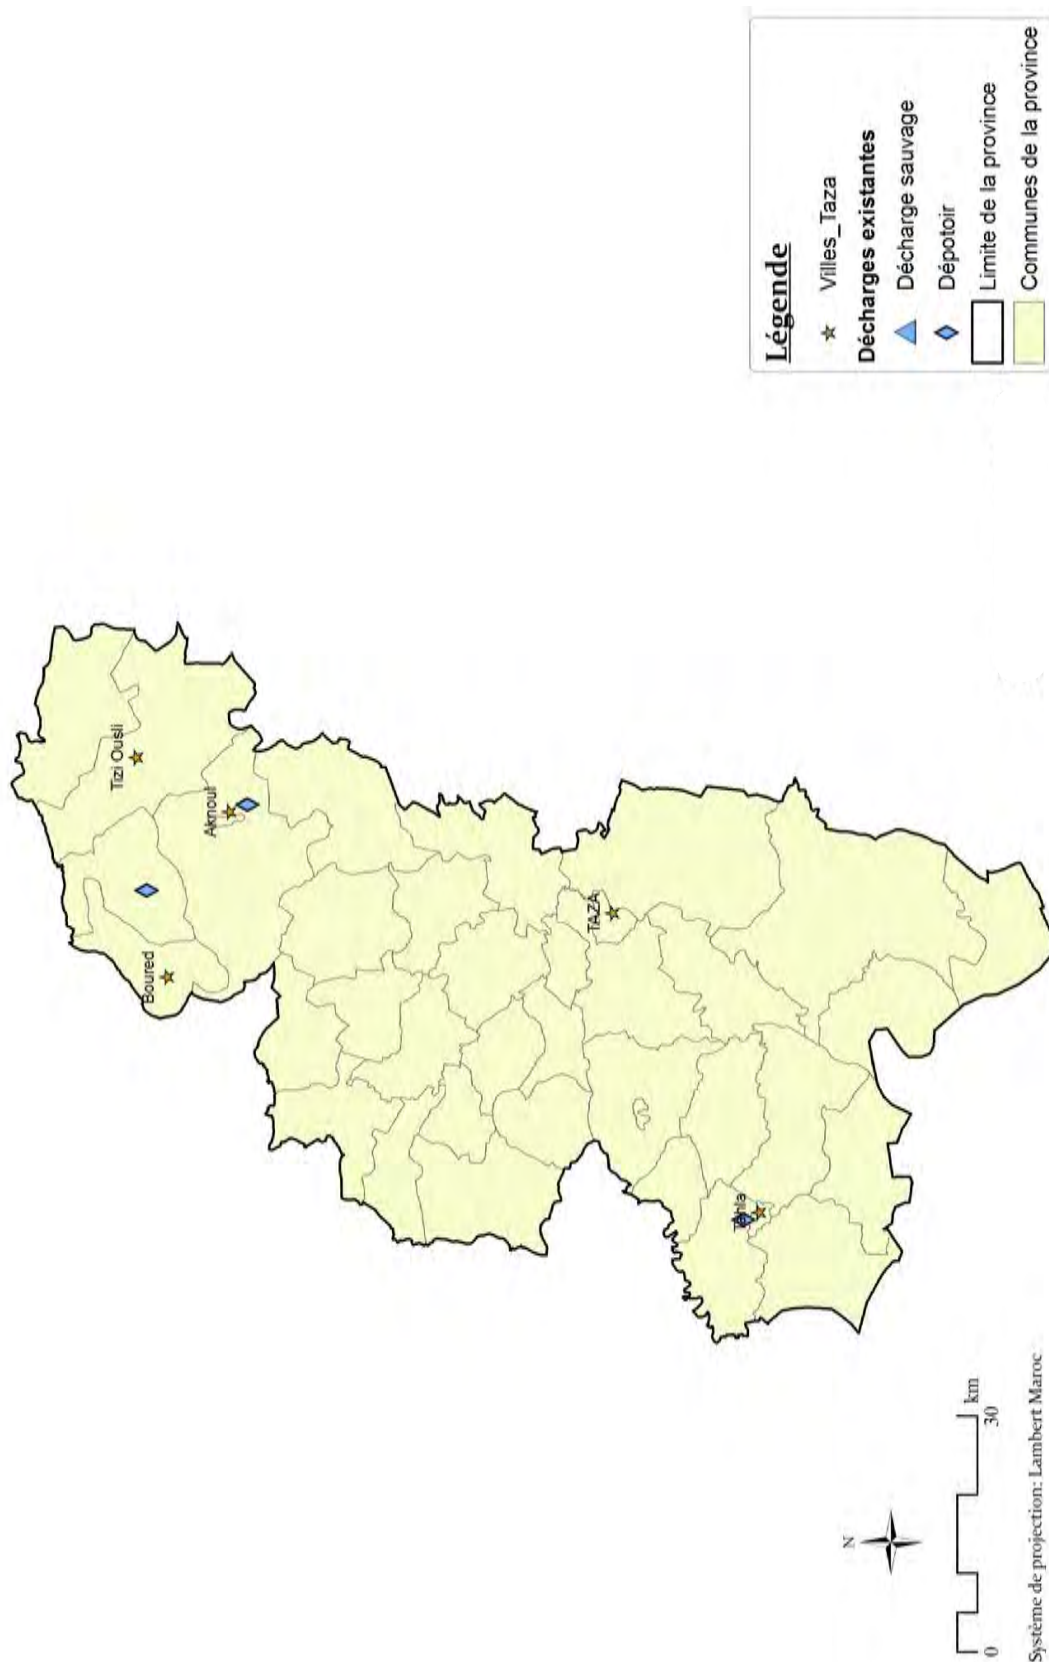 Tizi Ousli
Boured
Aknoul
TAZA
Légende
Villes_Taza
Décharges existantes
Décharge sauvage
Dépotoir
Limite de la province
Communes de la province
N
0
30
km
Système de projection: Lambert Maroc